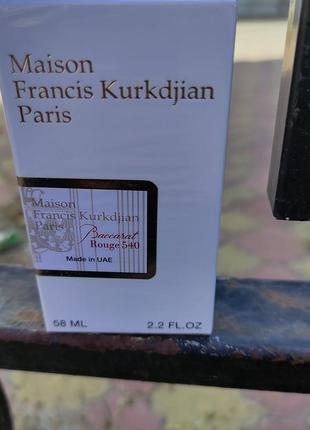 Maison
Francis Kurkdjian
Paris
Maison
Francis Kurkdjian
Paris
Baccarat
Rouge 540
Made in UAE
58 ML 2.2 FL.OZ